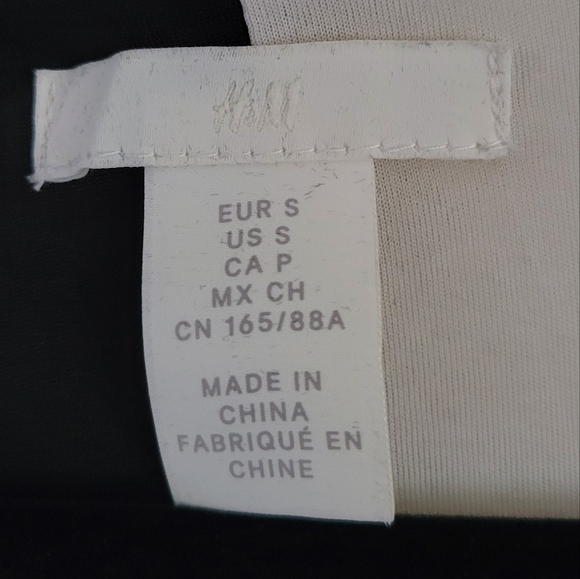 H&M
EUR S
US S
CA P
MX CH
CN 165/88A
MADE IN
CHINA
FABRIQUÉ EN
CHINE